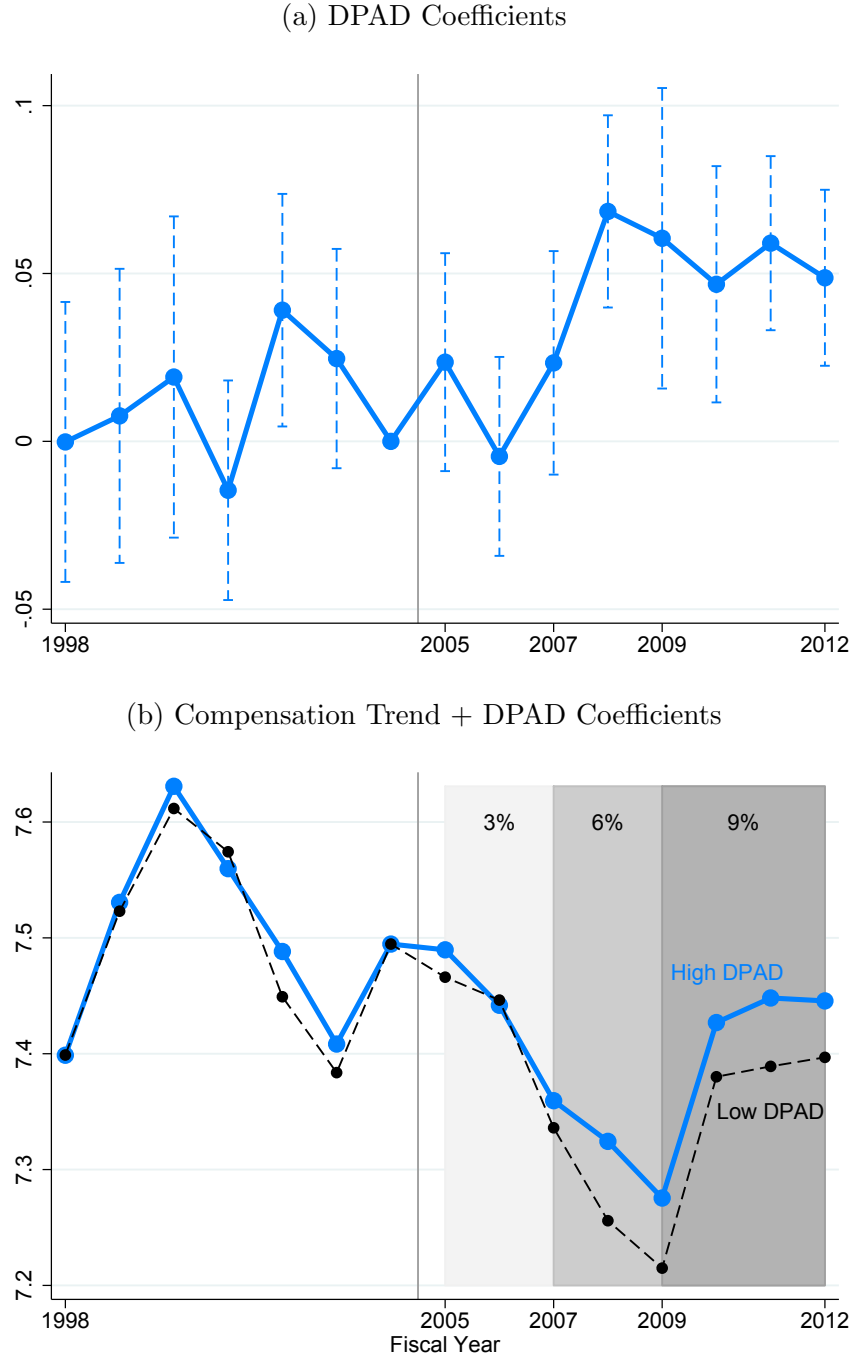 (a) DPAD Coefficients
.1
.05
0
-.05
1998 2005 2007 2009 2012
(b) Compensation Trend + DPAD Coefficients
7.6
7.5
7.4
7.3
7.2
3% 6% 9%
High DPAD
Low DPAD
1998 2005 2007 2009 2012
Fiscal Year